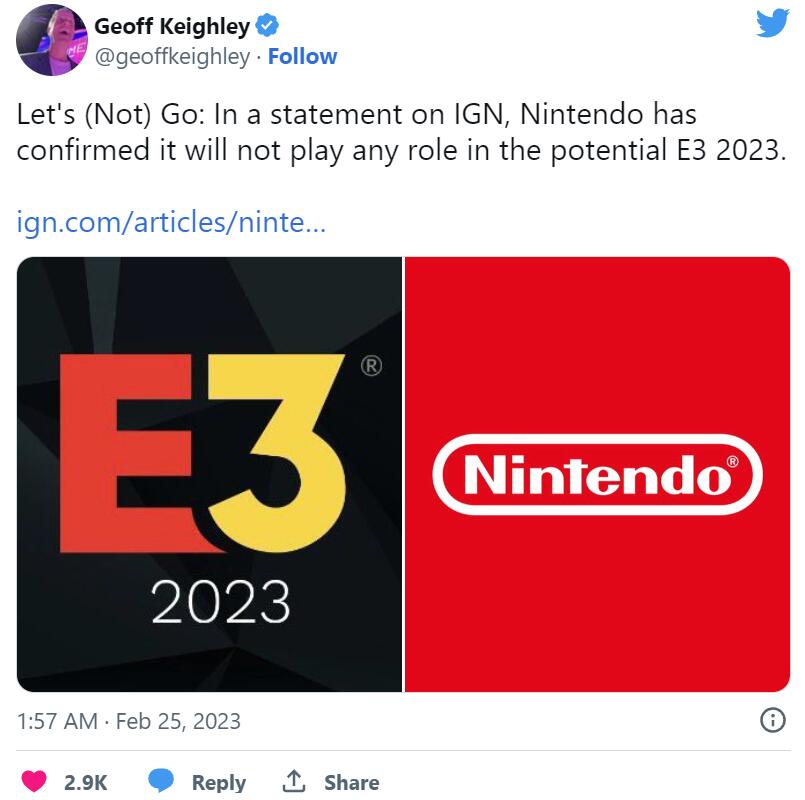 Geoff Keighley
@geoffkeighley · Follow
Let's (Not) Go: In a statement on IGN, Nintendo has
confirmed it will not play any role in the potential E3 2023.
ign.com/articles/ninte...
E3®
2023
Nintendo®
1:57 AM · Feb 25, 2023
2.9K Reply Share